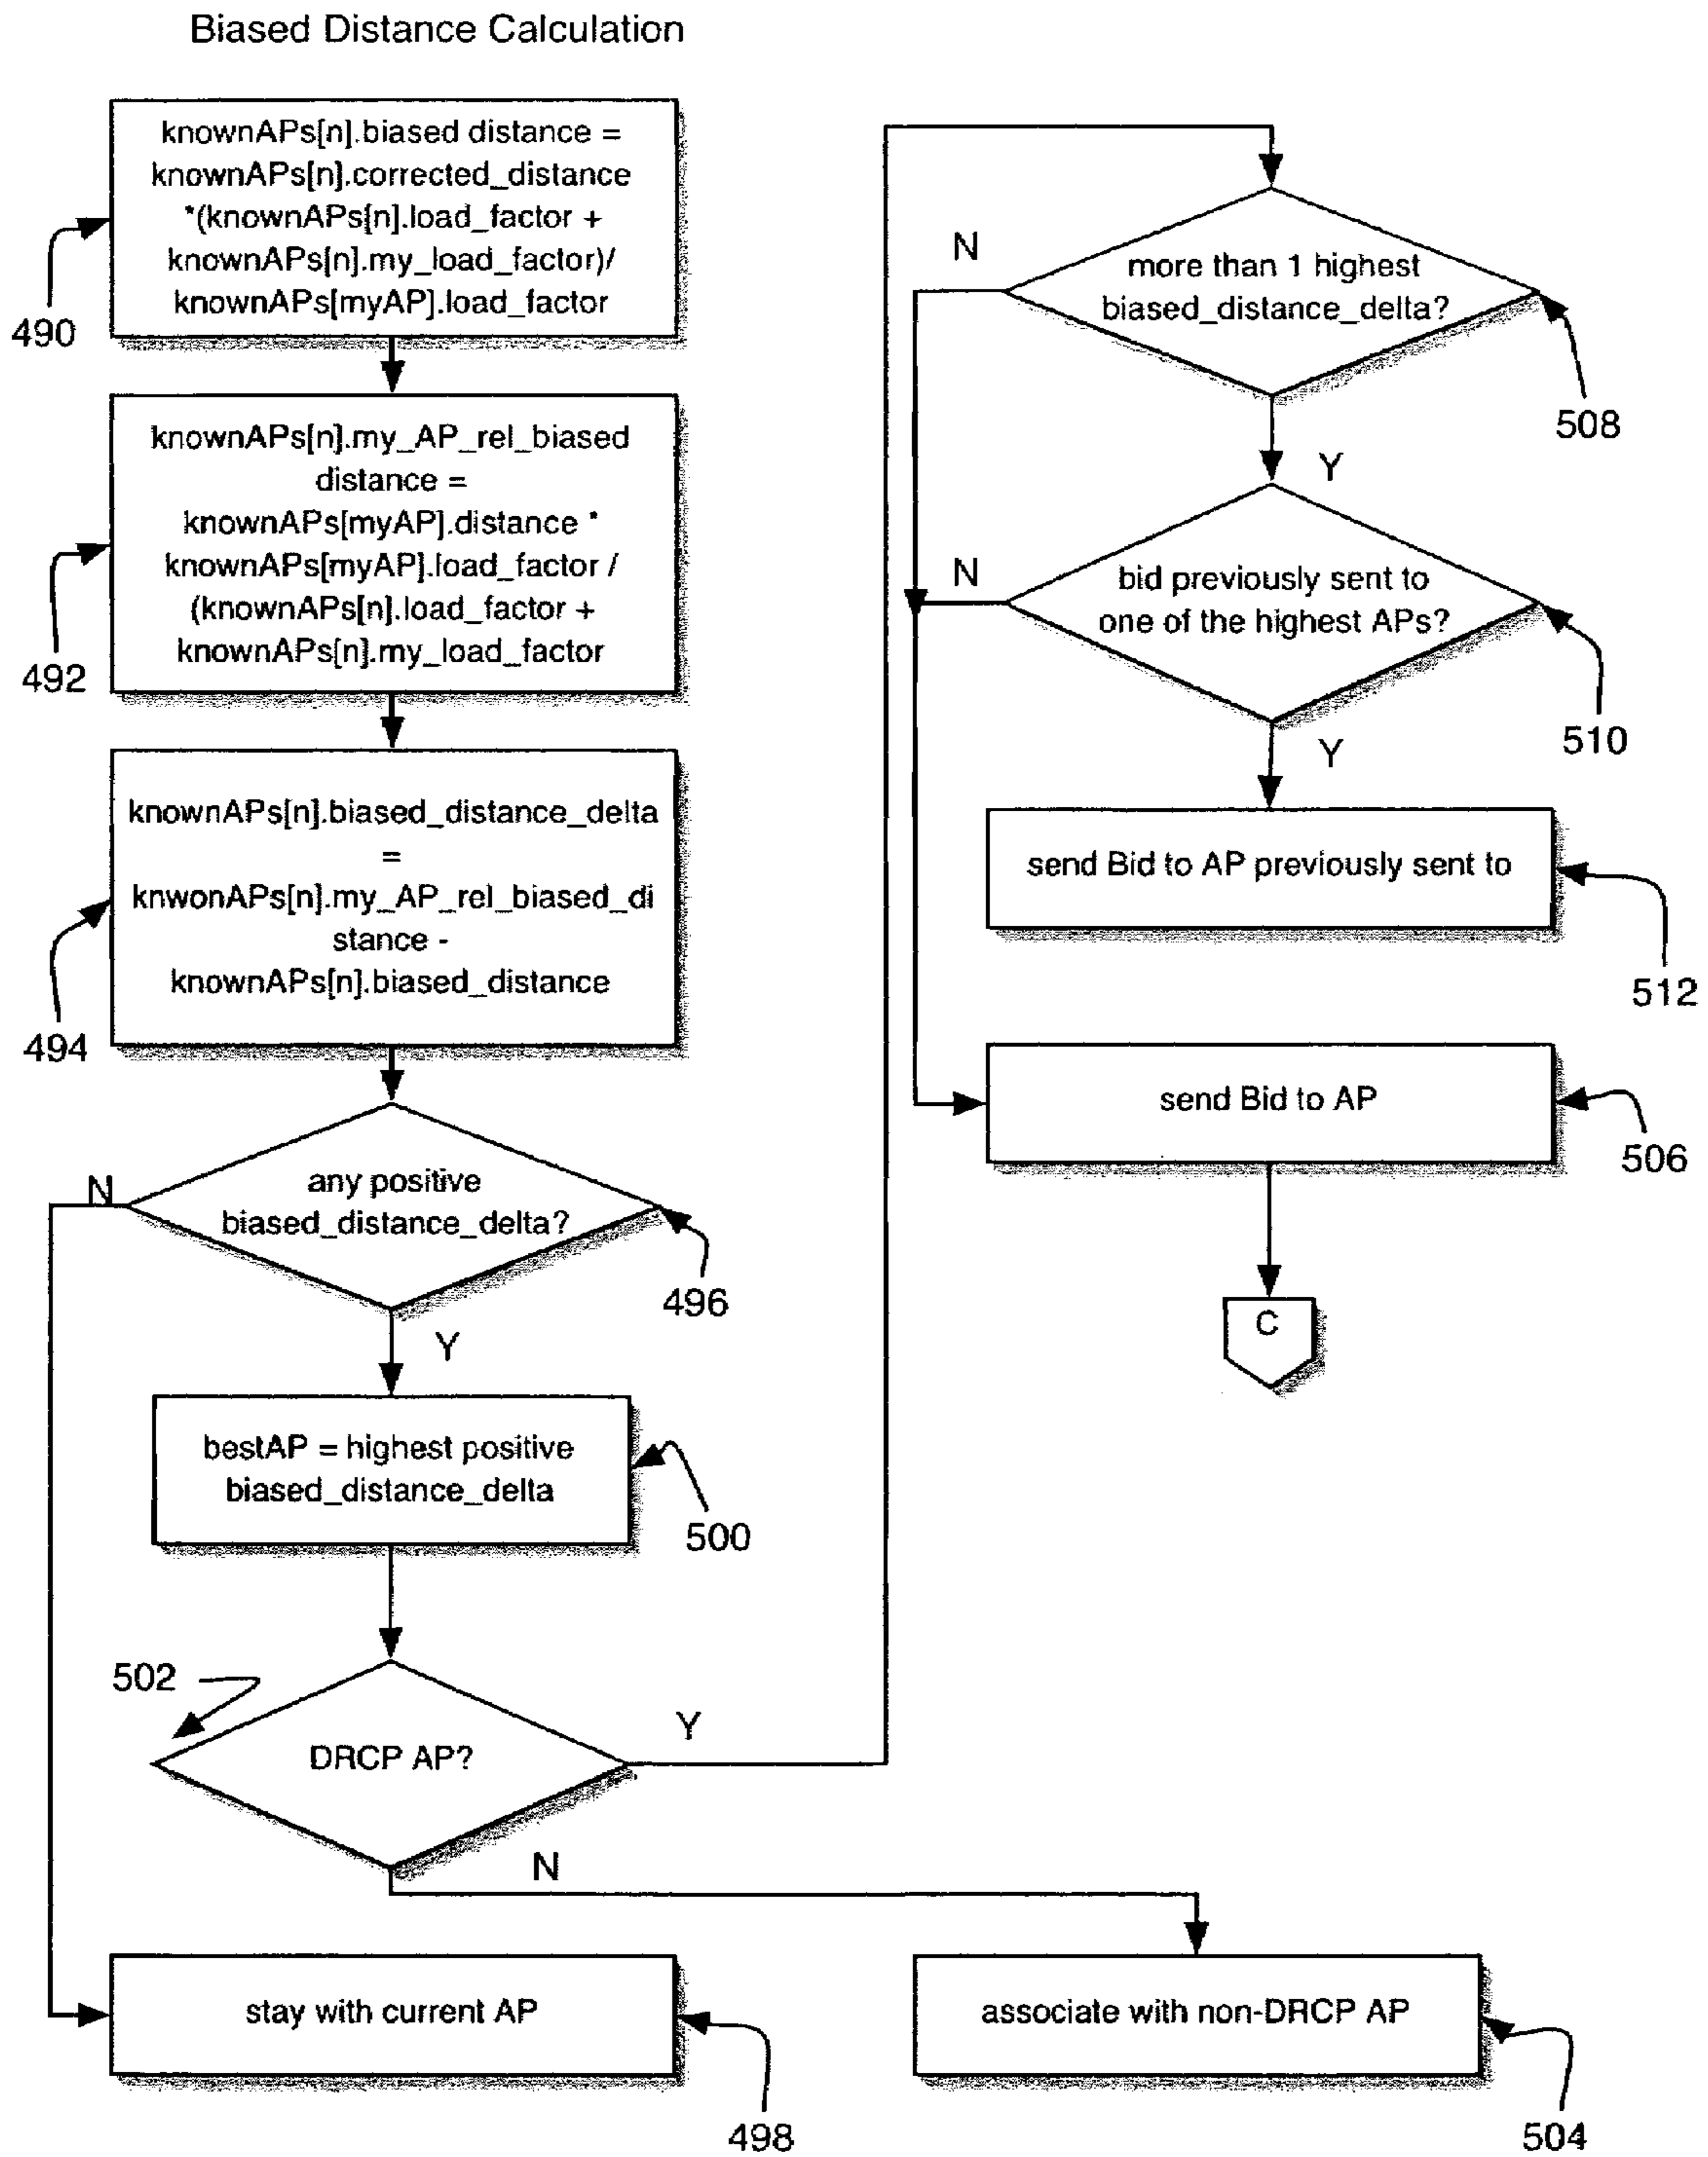 Biased Distance Calculation
knownAPs[n].biased distance =
knownAPs[n].corrected_distance
*(knownAPs[n].load_factor +
knownAPs[n].my_load_factor)/
knownAPs[myAP].load_factor
490
knownAPs[n].my_AP_rel_biased
distance =
knownAPs[myAP].distance *
knownAPs[myAP].load_factor /
(knownAPs[n].load_factor +
knownAPs[n].my_load_factor
492
knownAPs[n].biased_distance_delta
=
knwonAPs[n].my_AP_rel_biased_di
stance -
knownAPs[n].biased_distance
494
any positive
biased_distance_delta?
N
496
Y
bestAP = highest positive
biased_distance_delta
500
502
DRCP AP?
Y
N
stay with current AP
498
associate with non-DRCP AP
504
more than 1 highest
biased_distance_delta?
N
508
Y
bid previously sent to
one of the highest APs?
N
510
Y
send Bid to AP previously sent to
512
send Bid to AP
506
C